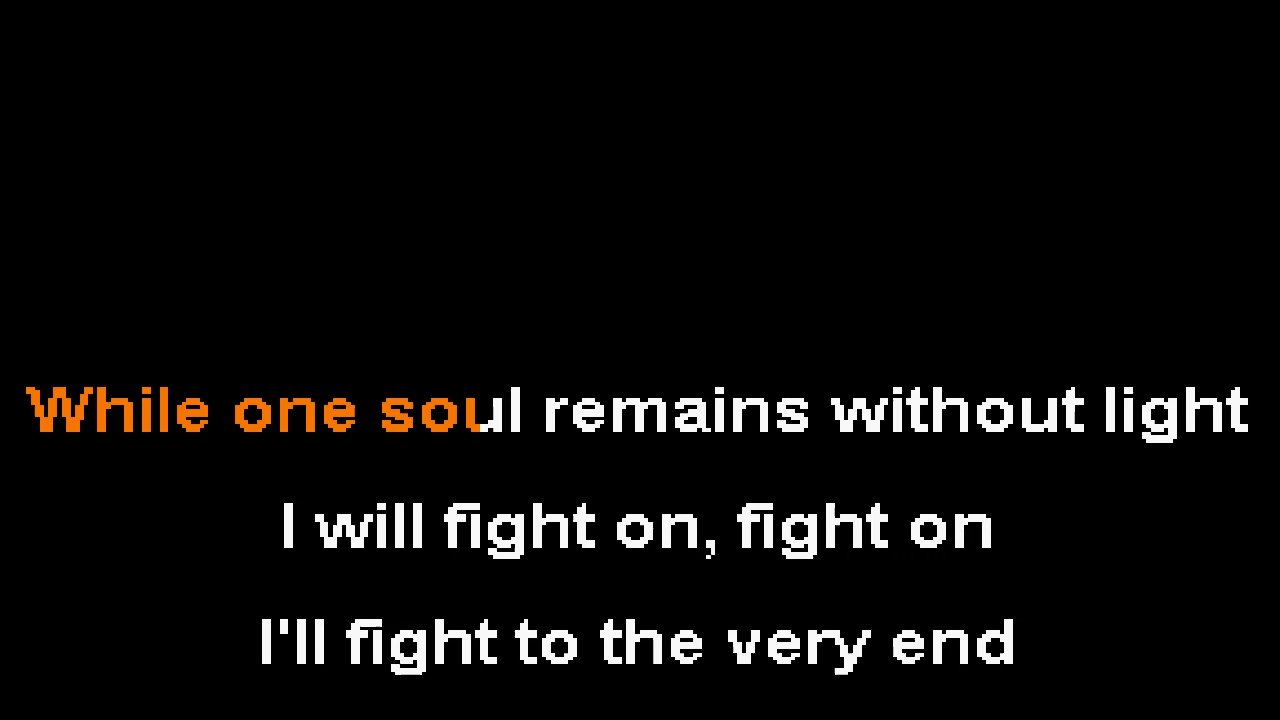 While one soul remains without light
I will fight on, fight on
I'll fight to the very end